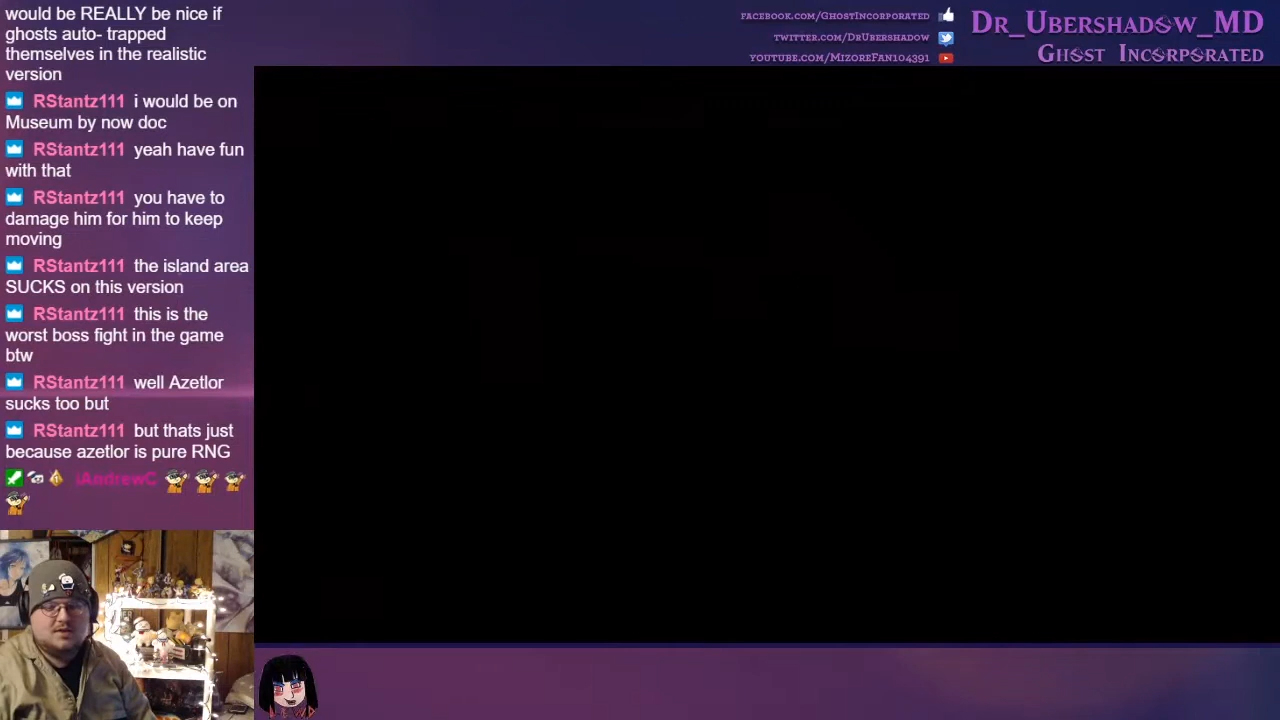 would be REALLY be nice if
ghosts auto- trapped
themselves in the realistic
version
RStantz111 i would be on
Museum by now doc
RStantz111 yeah have fun
with that
RStantz111 you have to
damage him for him to keep
moving
RStantz111 the island area
SUCKS on this version
RStantz111 this is the
worst boss fight in the game
btw
RStantz111 well Azetlor
sucks too but
RStantz111 but thats just
because azetlor is pure RNG
iAndrewC
facebook.com/GhostIncorporated
twitter.com/DrUbershadow
youtube.com/MizoreFan104391
Dr_Ubershadow_MD
Ghost Incorporated
LEWD